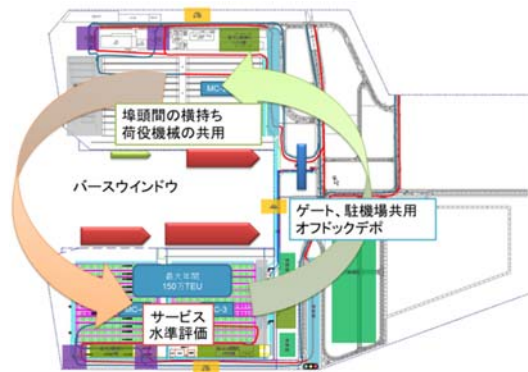 埠頭間の横持ち
荷役機械の共用
バースウインドウ
ゲート、駐機場共用
オフドックデポ
最大年間
150万TEU
サービス
水準評価